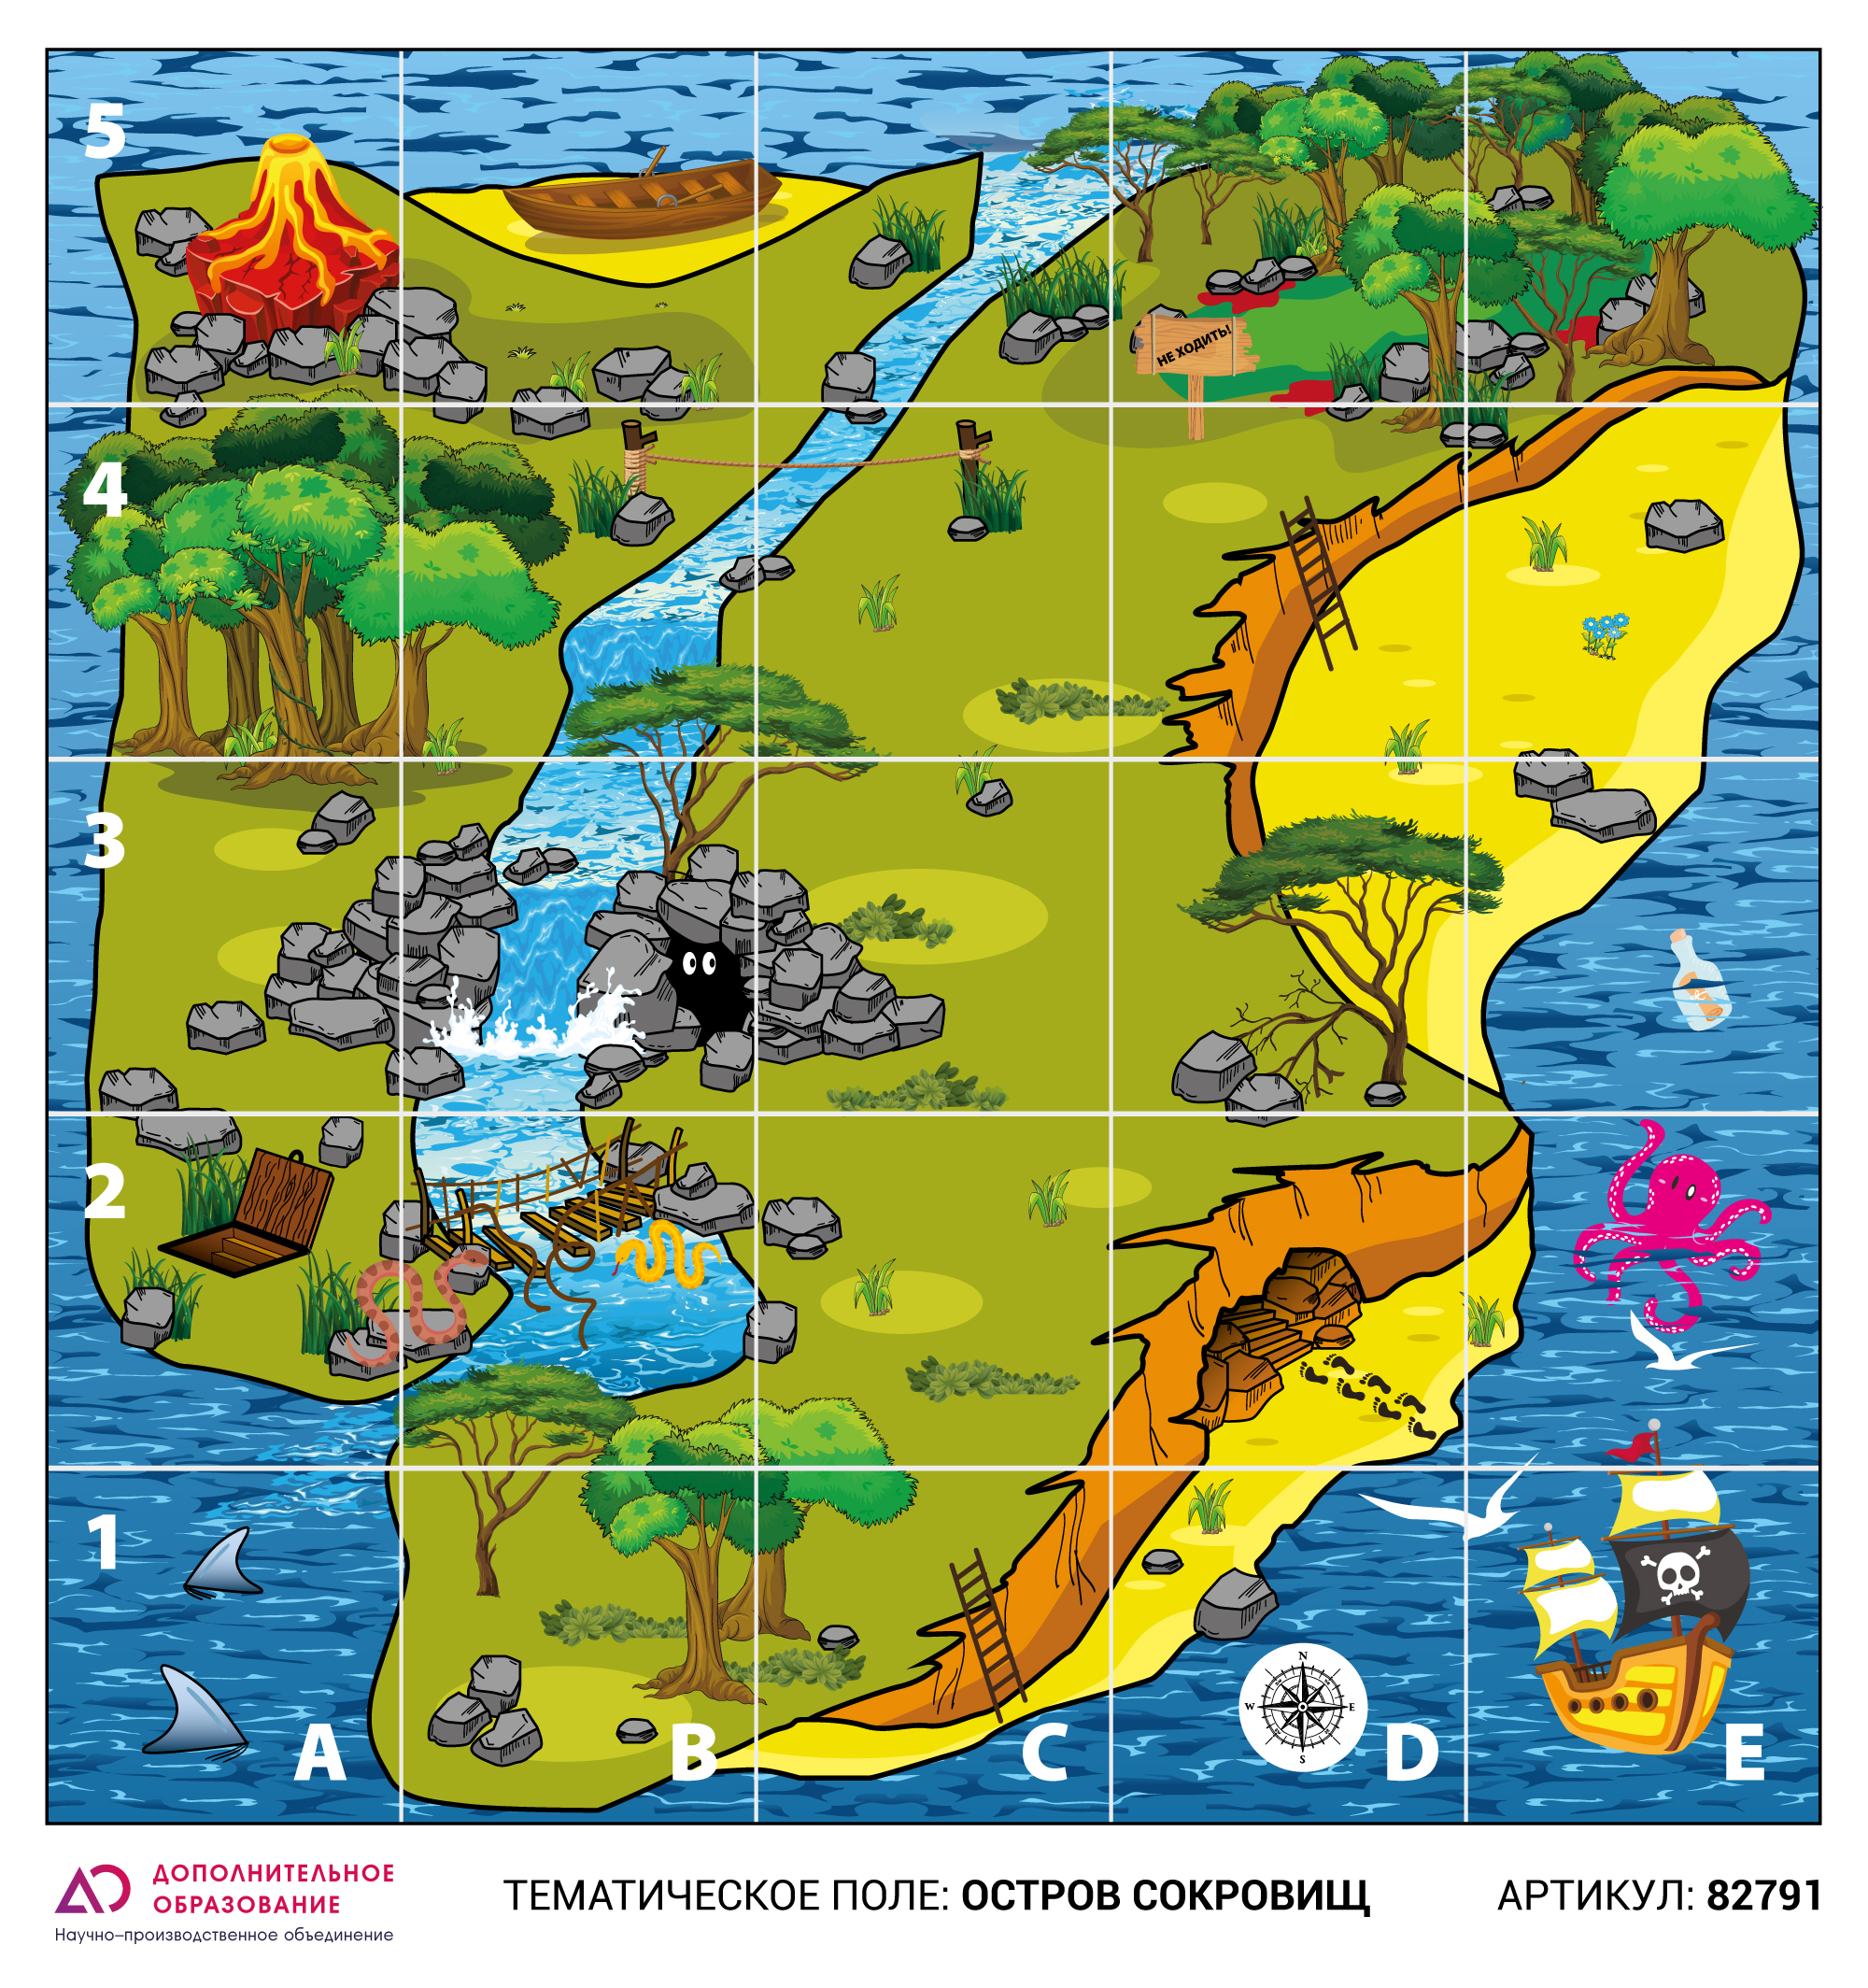 5
НЕ ХОДИТЬ!
4
3
2
1
N
W
E
S
A
B
C
D
E
ДОПОЛНИТЕЛЬНОЕ
ОБРАЗОВАНИЕ
Научно-производственное объединение
ТЕМАТИЧЕСКОЕ ПОЛЕ: ОСТРОВ СОКРОВИЩ
АРТИКУЛ: 82791